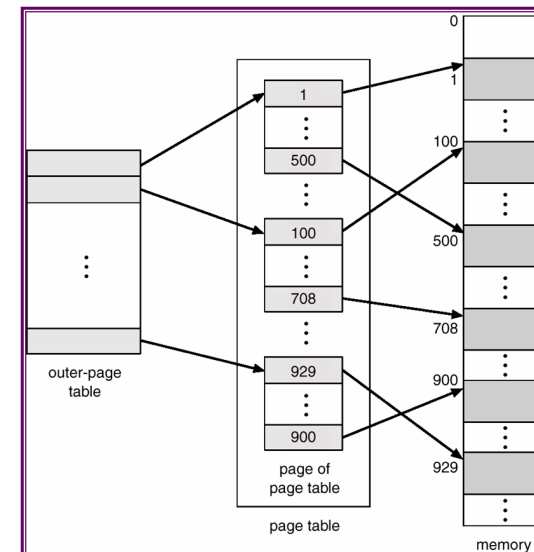 outer-page
table
1
500
100
708
929
900
page of
page table
page table
0
1
100
500
708
900
929
memory